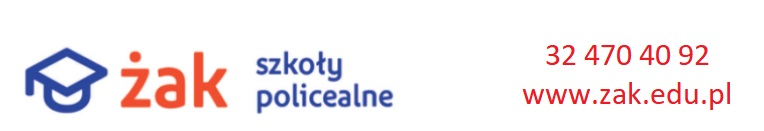 żak
szkoły
policealne
32 470 40 92
www.zak.edu.pl